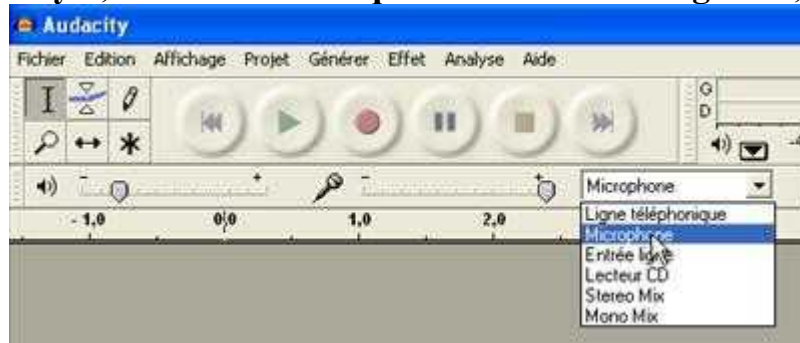 Audacity
Fichier Edition Affichage Projet Générer Effet Analyse Aide
G
D
- +
- + Microphone
- 1,0 0,0 1,0 2,0
Ligne téléphonique
Microphone
Entrée ligne
Lecteur CD
Stereo Mix
Mono Mix